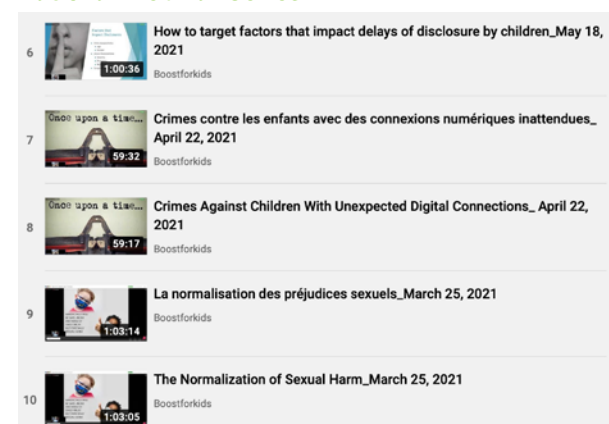 6
1:00:36
How to target factors that impact delays of disclosure by children_May 18,
2021
Boostforkids
7
Once upon a time...
59:32
Crimes contre les enfants avec des connexions numériques inattendues_
April 22, 2021
Boostforkids
8
Once upon a time...
59:17
Crimes Against Children With Unexpected Digital Connections_ April 22,
2021
Boostforkids
9
1:03:14
La normalisation des préjudices sexuels_March 25, 2021
Boostforkids
10
1:03:05
The Normalization of Sexual Harm_March 25, 2021
Boostforkids